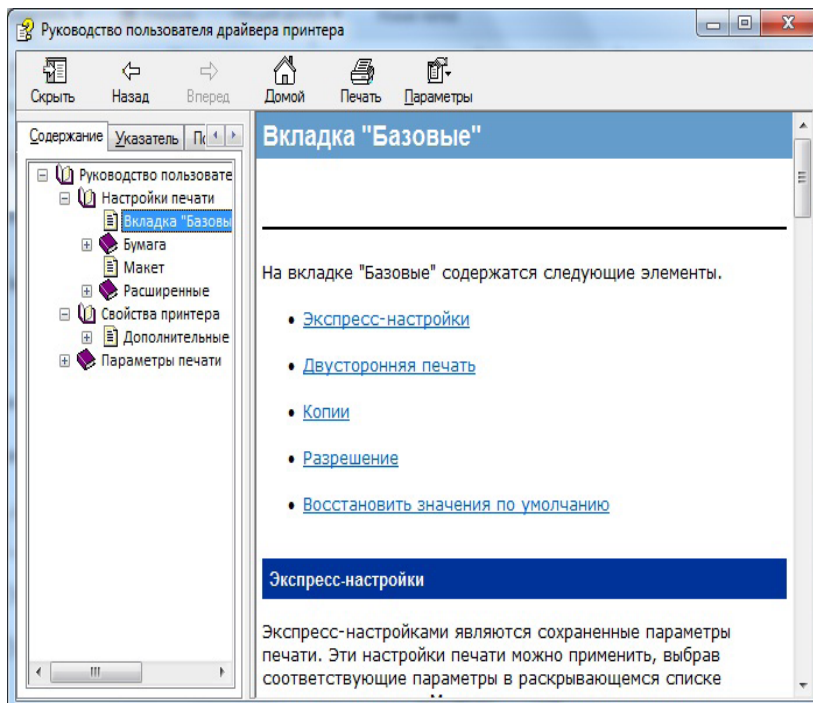 Руководство пользователя драйвера принтера
Скрыть Назад Вперед Домой Печать Параметры
Содержание Указатель
Руководство пользовате
Настройки печати
Вкладка "Базовы
Бумага
Макет
Расширенные
Свойства принтера
Дополнительные
Параметры печати
Вкладка "Базовые"
На вкладке "Базовые" содержатся следующие элементы.
• Экспресс-настройки
• Двусторонняя печать
• Копии
• Разрешение
• Восстановить значения по умолчанию
Экспресс-настройки
Экспресс-настройками являются сохраненные параметры
печати. Эти настройки печати можно применить, выбрав
соответствующие параметры в раскрывающемся списке